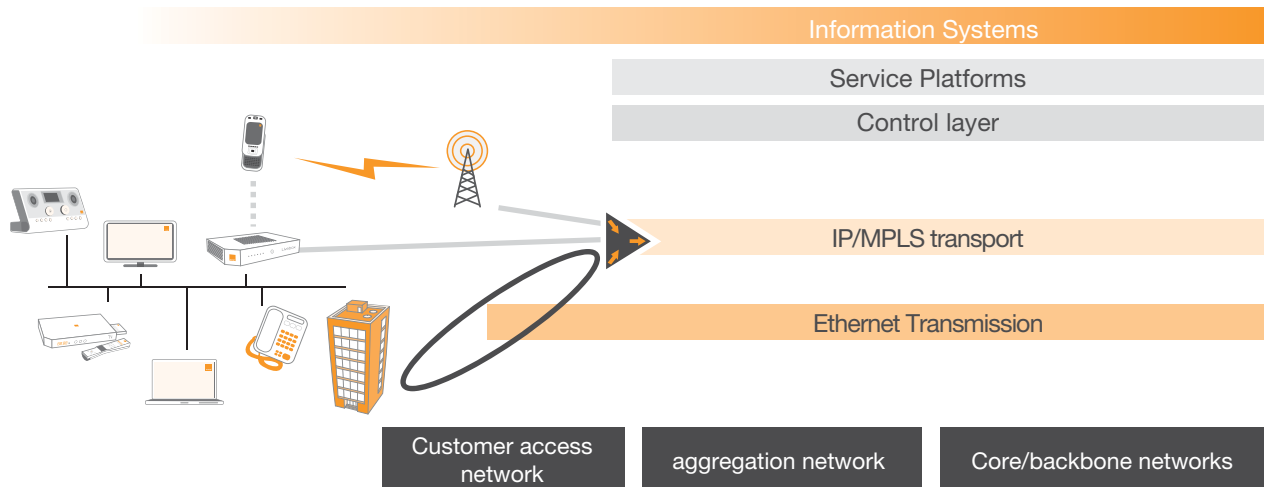 Information Systems
Service Platforms
Control layer
IP/MPLS transport
Ethernet Transmission
Customer access
network
aggregation network
Core/backbone networks